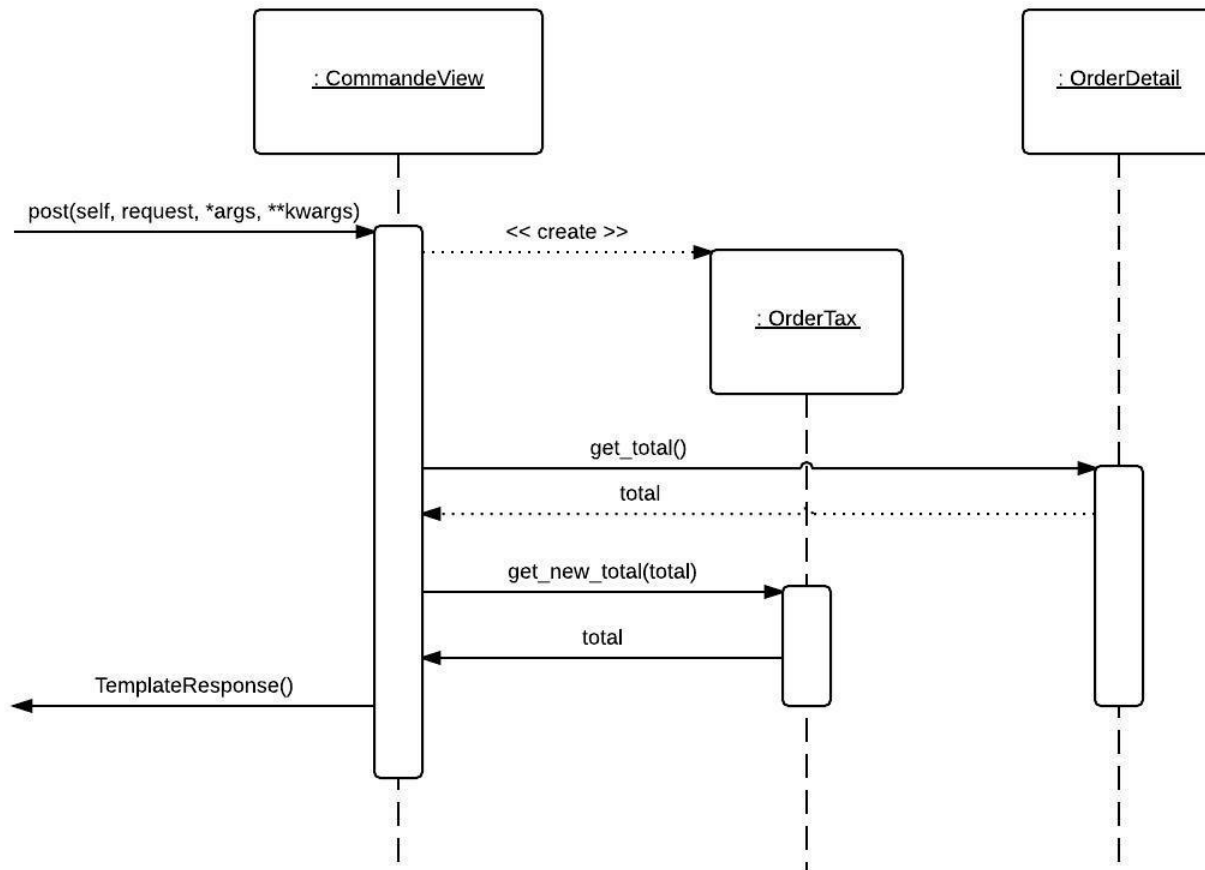 : CommandeView
: OrderDetail
post(self, request, *args, **kwargs)
<< create >>
: OrderTax
get_total()
total
get_new_total(total)
total
TemplateResponse()